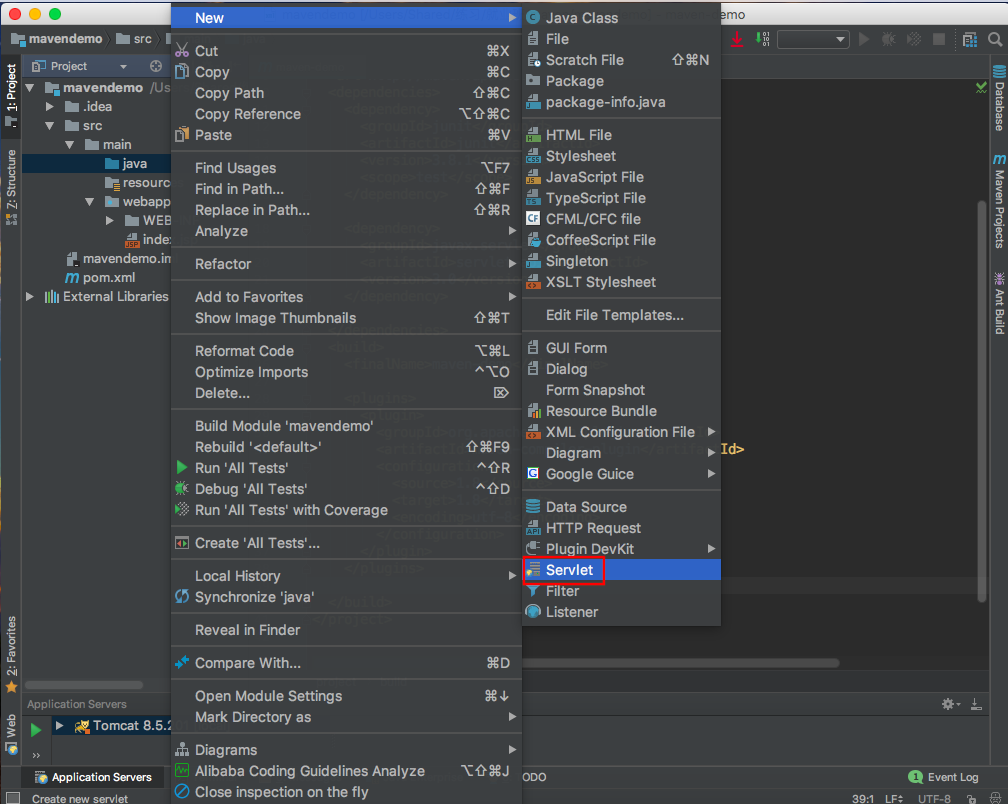 emo
mavendemo
src
Project
mavendemo /Us
.idea
src
main
java
resourc
webapp
WEB
index
mavendemo.im
pom.xml
External Libraries
1: Project
Z: Structure
2: Favorites
Web
New
Cut ⌘X
Copy ⌘C
Copy Path ⇧⌘C
Copy Reference ⌥⇧⌘C
Paste ⌘V
Find Usages ⌥F7
Find in Path... ⇧⌘F
Replace in Path... ⇧⌘R
Analyze
Refactor
Add to Favorites
Show Image Thumbnails ⇧⌘T
Reformat Code ⌥⌘L
Optimize Imports ^⌥O
Delete... ⌦
Build Module 'mavendemo'
Rebuild '<default>' ⇧⌘F9
Run 'All Tests' ^⇧R
Debug 'All Tests' ^⇧D
Run 'All Tests' with Coverage
Create 'All Tests'...
Local History
Synchronize 'java'
Reveal in Finder
Compare With... ⌘D
Open Module Settings ⌘↓
Mark Directory as
Diagrams
Alibaba Coding Guidelines Analyze ⌥⇧⌘J
Close inspection on the fly
Java Class
File
Scratch File ⇧⌘N
Package
package-info.java
HTML File
Stylesheet
JavaScript File
TypeScript File
CFML/CFC file
CoffeeScript File
Singleton
XSLT Stylesheet
Edit File Templates...
GUI Form
Dialog
Form Snapshot
Resource Bundle
XML Configuration File
Diagram
Google Guice
Data Source
HTTP Request
Plugin DevKit
Servlet
Filter
Listener
Id>
Database
Maven Projects
Ant Build
Application Servers
Tomcat 8.5.2
Application Servers
ODO
1 Event Log
Create new servlet
39:1 LF UTF-8